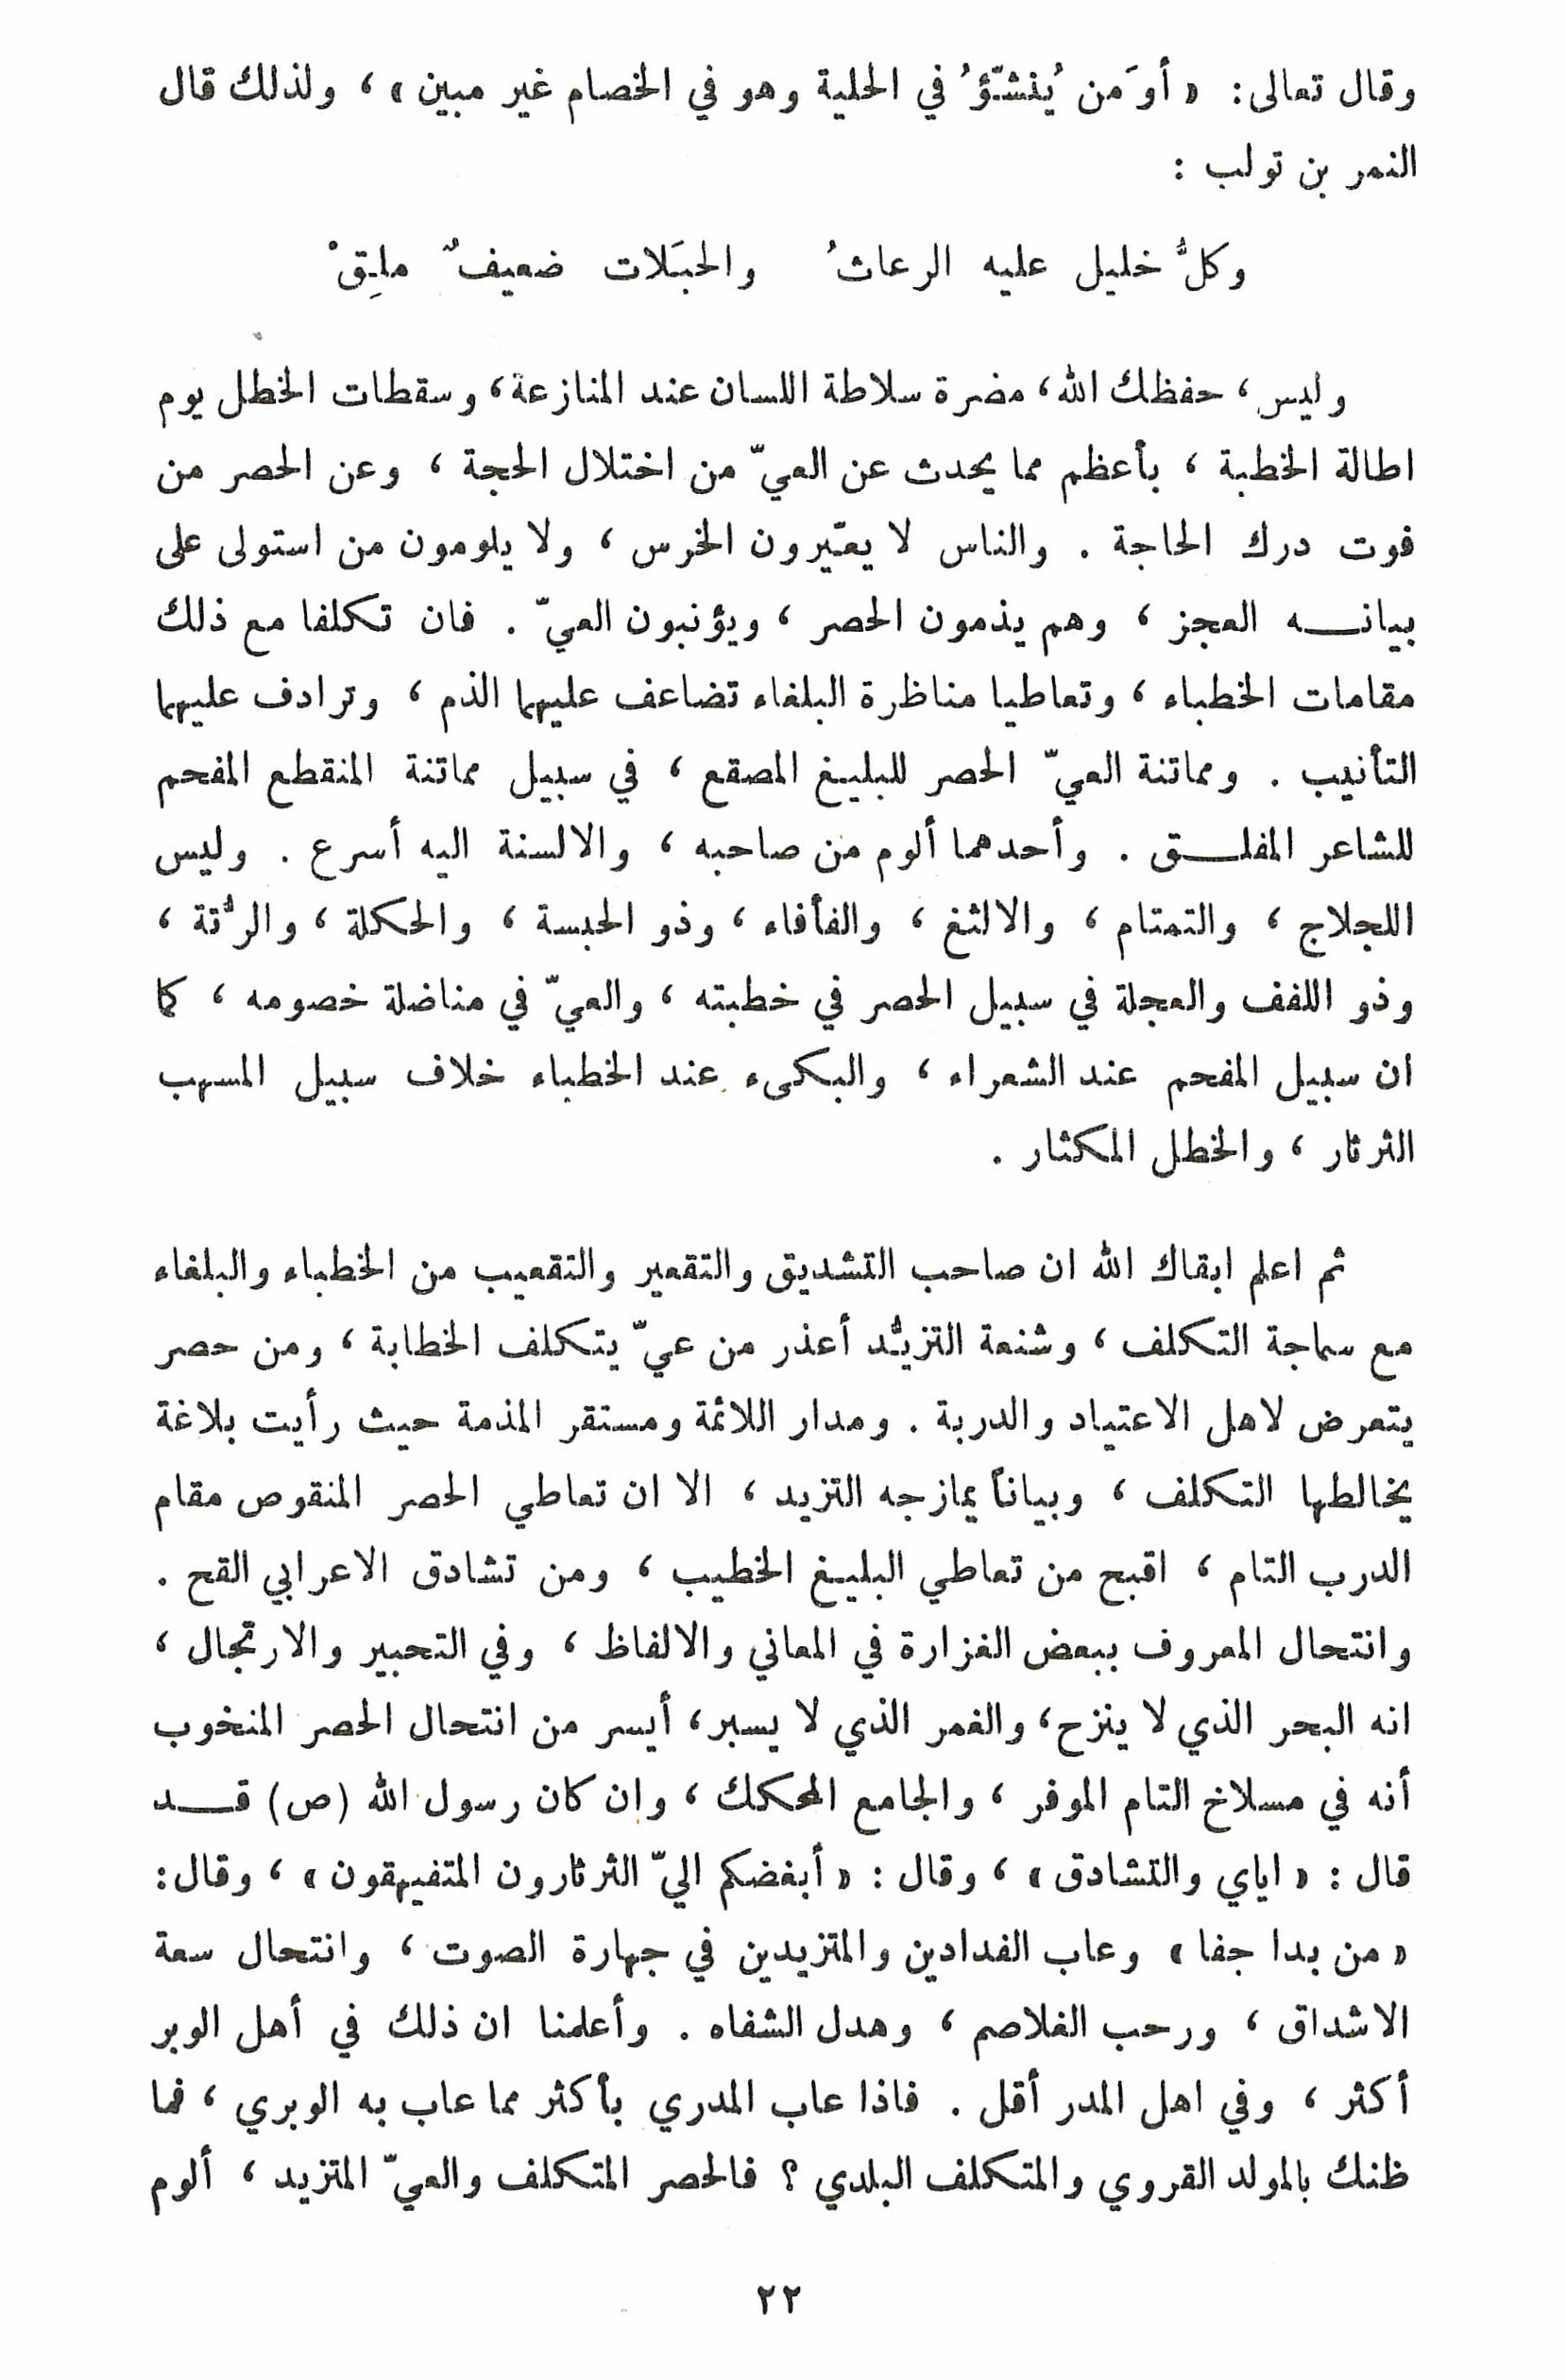 وقال تعالى: « أوَمن يُنشّؤُ في الحلية وهو في الخصام غير مبين » ، ولذلك قال
النمر بن تولب :
وكلُّ خليل عليه الرعاثُ والحبَلات ضعيفٌ ملِقْ
وليس ، حفظك الله ، مضرة سلاطة اللسان عند المنازعة ، وسقطات الخطل يوم
اطالة الخطبة ، بأعظم مما يحدث عن العيّ من اختلال الحجة ، وعن الحصر من
فوت درك الحاجة . والناس لا يعيّرون الخرس ، ولا يلومون من استولى على
بيانه العجز ، وهم يذمون الحصر ، ويؤنبون العيّ . فان تكلفا مع ذلك
مقامات الخطباء ، وتعاطيا مناظرة البلغاء تضاعف عليهما الذم ، وترادف عليهما
التأنيب . ومماتنة العيّ الحصر للبليغ المصقع ، في سبيل مماتنة المنقطع المفحم
للشاعر المفلق . وأحدهما ألوم من صاحبه ، والالسنة اليه أسرع . وليس
اللجلاج ، والتمتام ، والالثغ ، والفأفاء ، وذو الحبسة ، والحكلة ، والرُّتة ،
وذو اللفف والعجلة في سبيل الحصر في خطبته ، والعيّ في مناضلة خصومه ، كما
ان سبيل المفحم عند الشعراء ، والبكىء عند الخطباء خلاف سبيل المسهب
الثرثار ، والخطل المكثار .
ثم اعلم ابقاك الله ان صاحب التشديق والتقعير والتقعيب من الخطباء والبلغاء
مع سماجة التكلف ، وشنعة التزيُّد أعذر من عيّ يتكلف الخطابة ، ومن حصر
يتعرض لاهل الاعتياد والدربة . ومدار اللائمة ومستقر المذمة حيث رأيت بلاغة
يخالطها التكلف ، وبياناً يمازجه التزيد ، الا ان تعاطي الحصر المنقوص مقام
الدرب التام ، اقبح من تعاطي البليغ الخطيب ، ومن تشادق الاعرابي القح .
وانتحال المعروف ببعض الغزارة في المعاني والالفاظ ، وفي التحبير والارتجال ،
انه البحر الذي لا ينزح ، والغمر الذي لا يسبر ، أيسر من انتحال الحصر المنخوب
أنه في مسلاخ التام الموفر ، والجامع المحكك ، وإن كان رسول الله (ص) قد
قال : « اياي والتشادق » ، وقال : « أبغضكم اليّ الثرثارون المتفيهقون » ، وقال :
« من بدا جفا » وعاب الفدادين والمتزيدين في جهارة الصوت ، وانتحال سعة
الاشداق ، ورحب الغلاصم ، وهدل الشفاه . وأعلمنا ان ذلك في أهل الوبر
أكثر ، وفي اهل المدر أقل . فاذا عاب المدري بأكثر مما عاب به الوبري ، فما
ظنك بالمولد القروي والمتكلف البلدي ؟ فالحصر المتكلف والعيّ المتزيد ، ألوم
٢٢